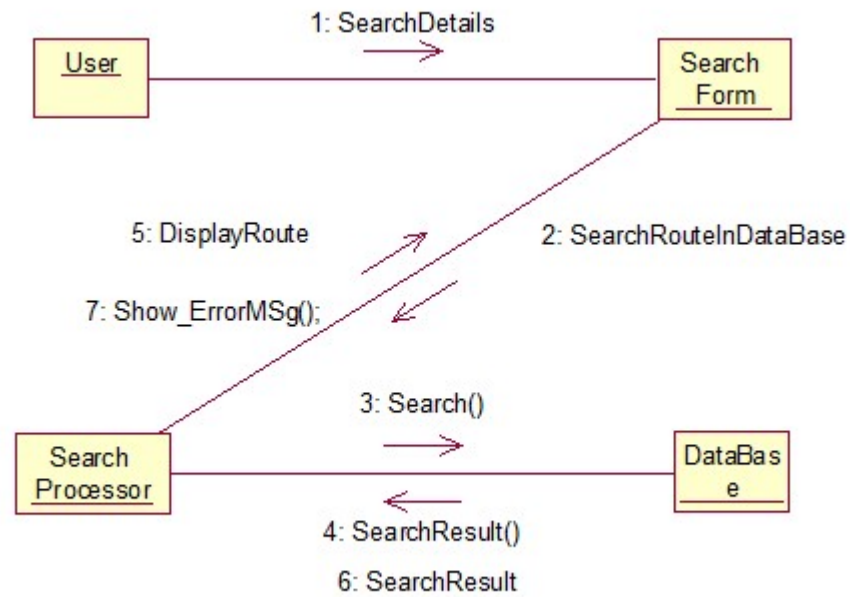 1: SearchDetails
User
Search
Form
5: DisplayRoute
2: SearchRouteInDataBase
7: Show_ErrorMSg();
3: Search()
Search
Processor
DataBas
e
4: SearchResult()
6: SearchResult